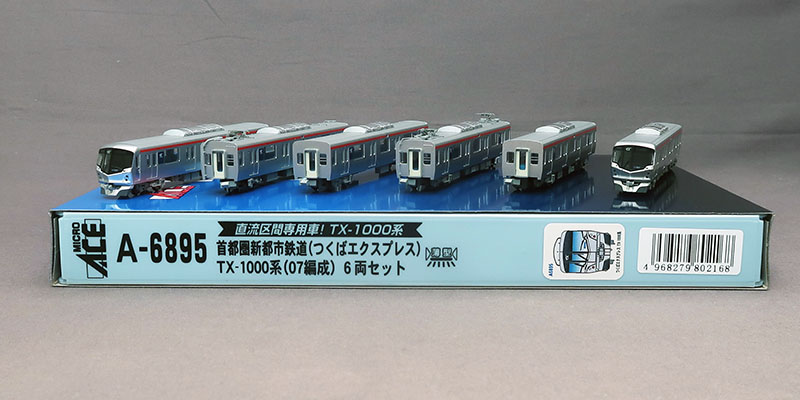 MICRO
ACE
A-6895
直流区間専用車! TX-1000系
首都圏新都市鉄道(つくばエクスプレス)
TX-1000系(07編成) 6両セット
A6895
4 968279 802168